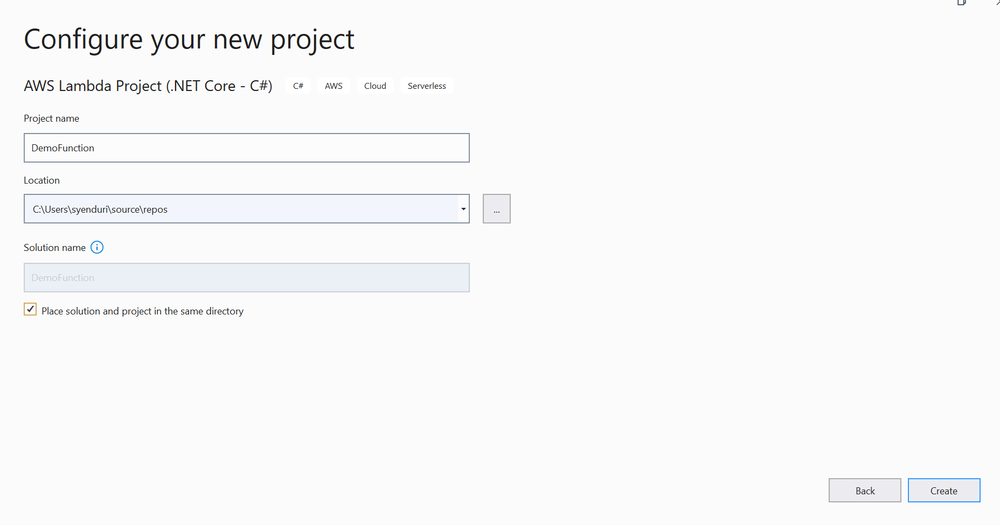 Configure your new project
AWS Lambda Project (.NET Core - C#) C# AWS Cloud Serverless
Project name
DemoFunction
Location
C:\Users\syenduri\source\repos
...
Solution name
DemoFunction
Place solution and project in the same directory
Back Create